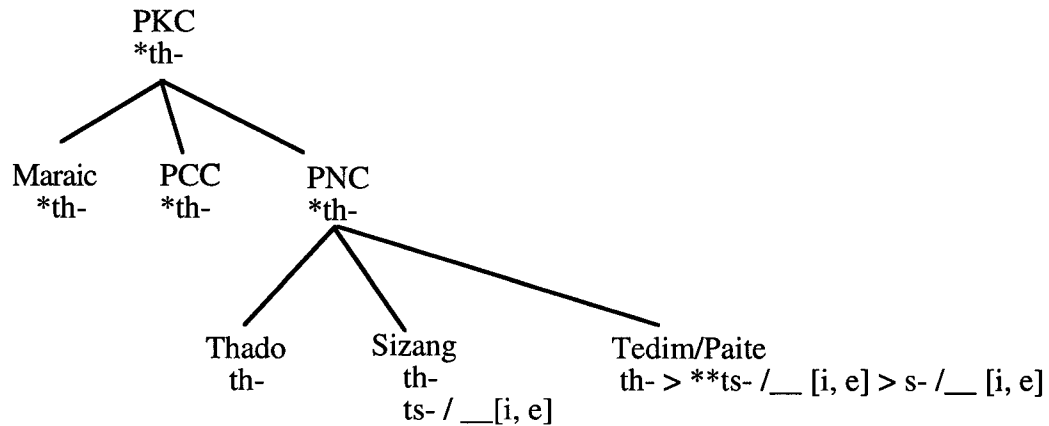 PKC
*th-
Maraic PCC PNC
*th- *th- *th-
Thado Sizang Tedim/Paite
th- th- th- > **ts- /__ [i, e] > s- /__ [i, e]
ts- / __[i, e]